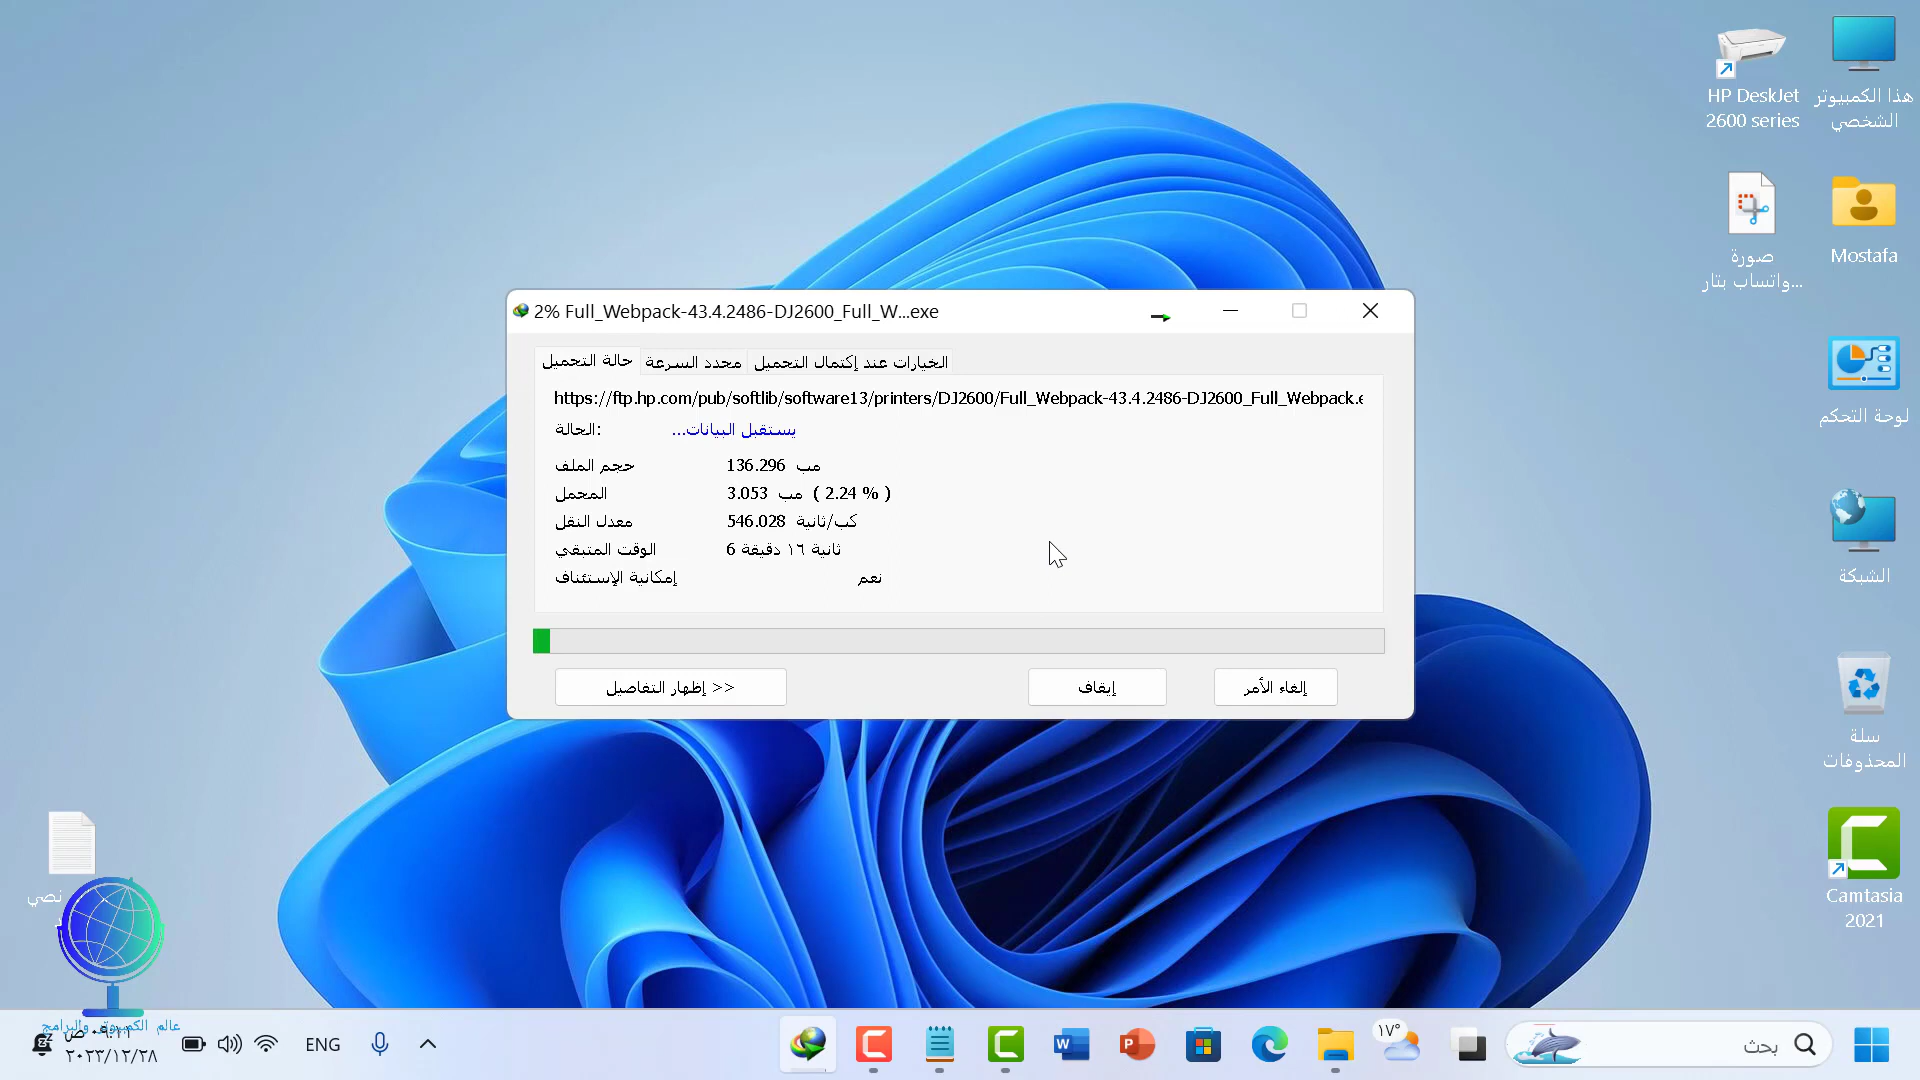 هذا الكمبيوتر
الشخصي
HP DeskJet
2600 series
Mostafa
صورة
واتساب بتار...
لوحة التحكم
الشبكة
سلة
المحذوفات
Camtasia
2021
نصي
2% Full_Webpack-43.4.2486-DJ2600_Full_W...exe
حالة التحميل
محدد السرعة
الخيارات عند إكتمال التحميل
https://ftp.hp.com/pub/softlib/software13/printers/DJ2600/Full_Webpack-43.4.2486-DJ2600_Full_Webpack.e
الحالة: يستقبل البيانات...
حجم الملف 136.296 مب
المحمل 3.053 مب ( 2.24 % )
معدل النقل 546.028 كب/ثانية
الوقت المتبقي 6 دقيقة ١٦ ثانية
إمكانية الإستئناف نعم
إظهار التفاصيل >>
إيقاف
إلغاء الأمر
عالم الكمبيوتر والبرامج
٢٠٢٣/١٢/٢٨
ENG
١٧°
بحث